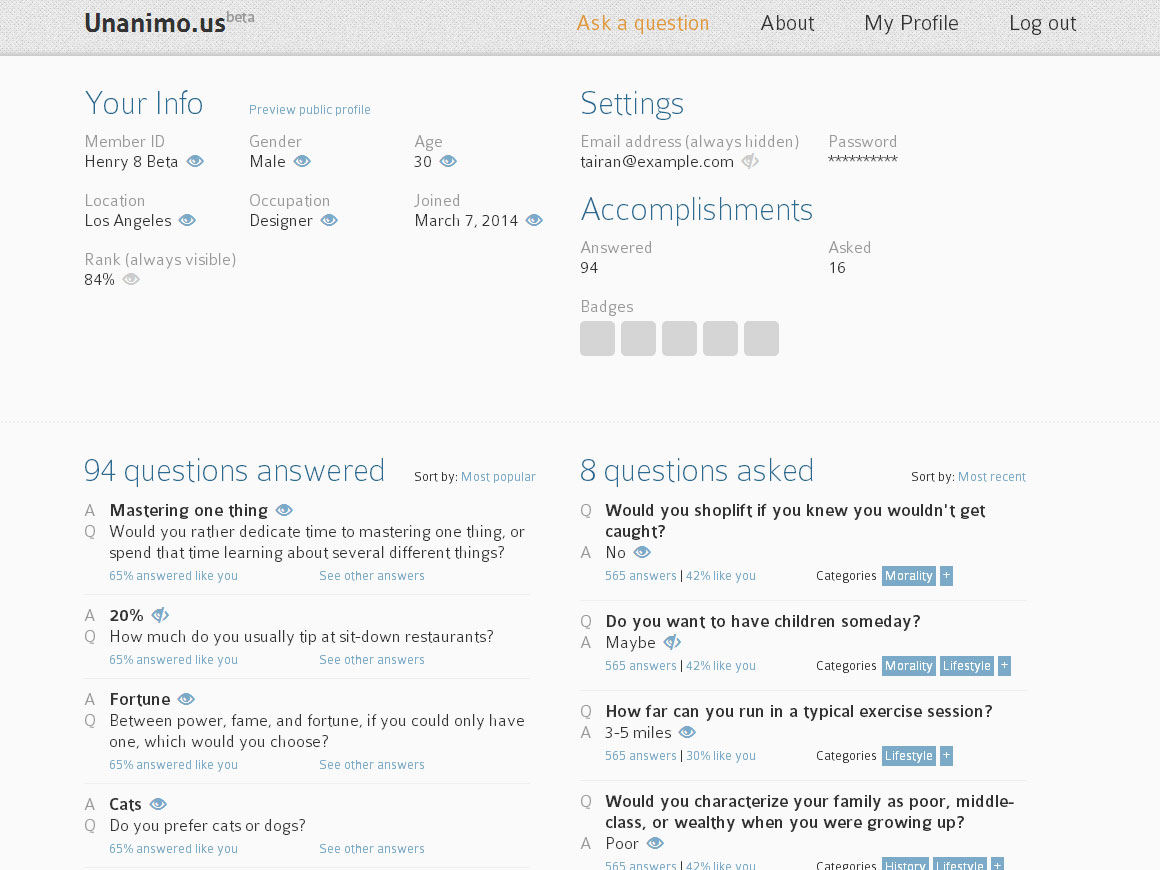 Unanimo.us beta
Ask a question About My Profile Log out
Your Info Preview public profile
Member ID Gender Age
Henry 8 Beta Male 30
Location Occupation Joined
Los Angeles Designer March 7, 2014
Rank (always visible)
84%
Settings
Email address (always hidden) Password
tairan@example.com **********
Accomplishments
Answered Asked
94 16
Badges
94 questions answered Sort by: Most popular
A Mastering one thing
Q Would you rather dedicate time to mastering one thing, or
spend that time learning about several different things?
65% answered like you See other answers
A 20%
Q How much do you usually tip at sit-down restaurants?
65% answered like you See other answers
A Fortune
Q Between power, fame, and fortune, if you could only have
one, which would you choose?
65% answered like you See other answers
A Cats
Q Do you prefer cats or dogs?
65% answered like you See other answers
8 questions asked Sort by: Most recent
Q Would you shoplift if you knew you wouldn't get
caught?
A No
565 answers | 42% like you Categories Morality +
Q Do you want to have children someday?
A Maybe
565 answers | 42% like you Categories Morality Lifestyle +
Q How far can you run in a typical exercise session?
A 3-5 miles
565 answers | 30% like you Categories Lifestyle +
Q Would you characterize your family as poor, middle-
class, or wealthy when you were growing up?
A Poor
565 answers | 42% like you Categories History Lifestyle +